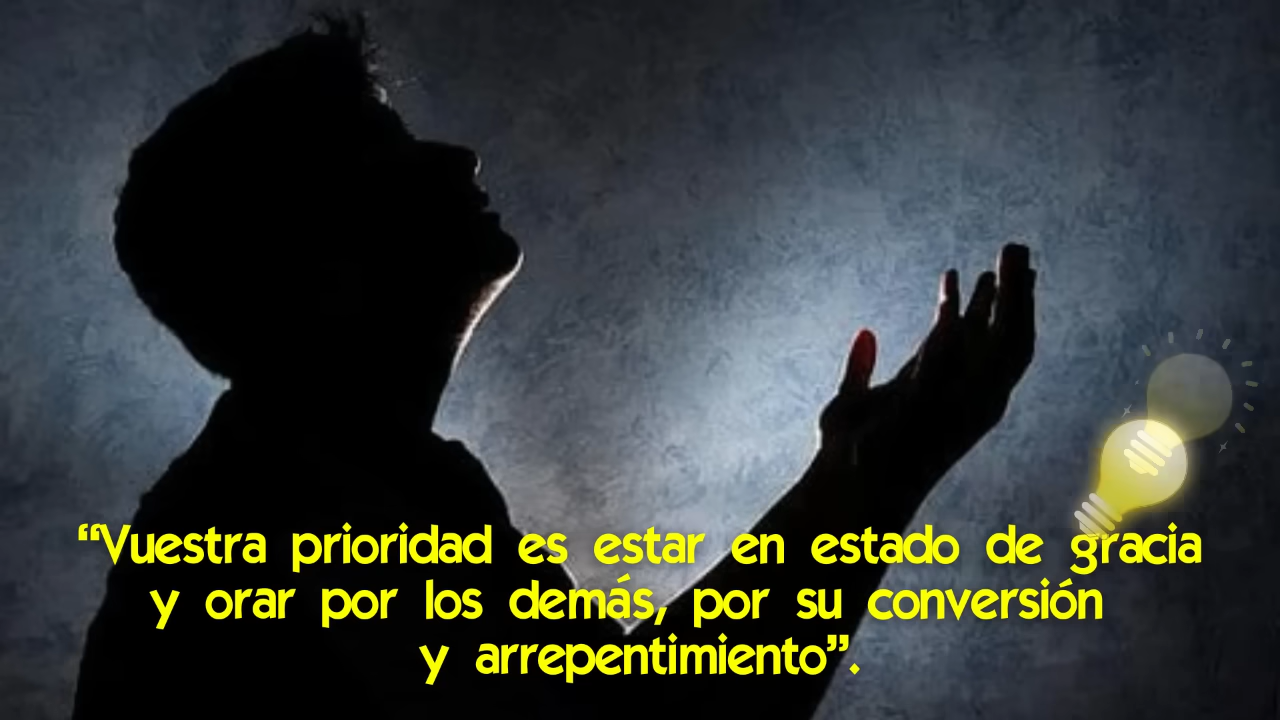 “Vuestra prioridad es estar en estado de gracia
y orar por los demás, por su conversión
y arrepentimiento”.